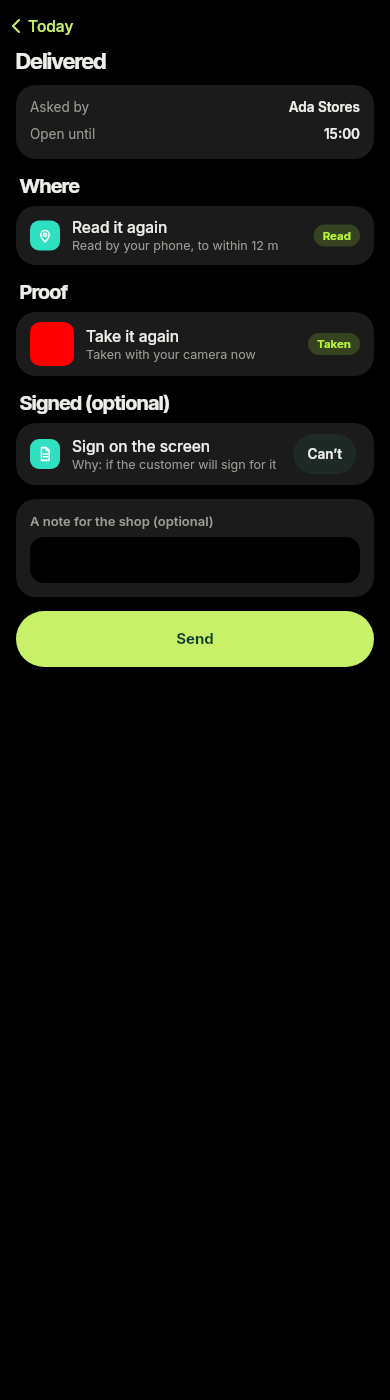 Today
Delivered
Asked by Ada Stores
Open until 15:00
Where
Read it again
Read by your phone, to within 12 m
Read
Proof
Take it again
Taken with your camera now
Taken
Signed (optional)
Sign on the screen
Why: if the customer will sign for it
Can't
A note for the shop (optional)
Send